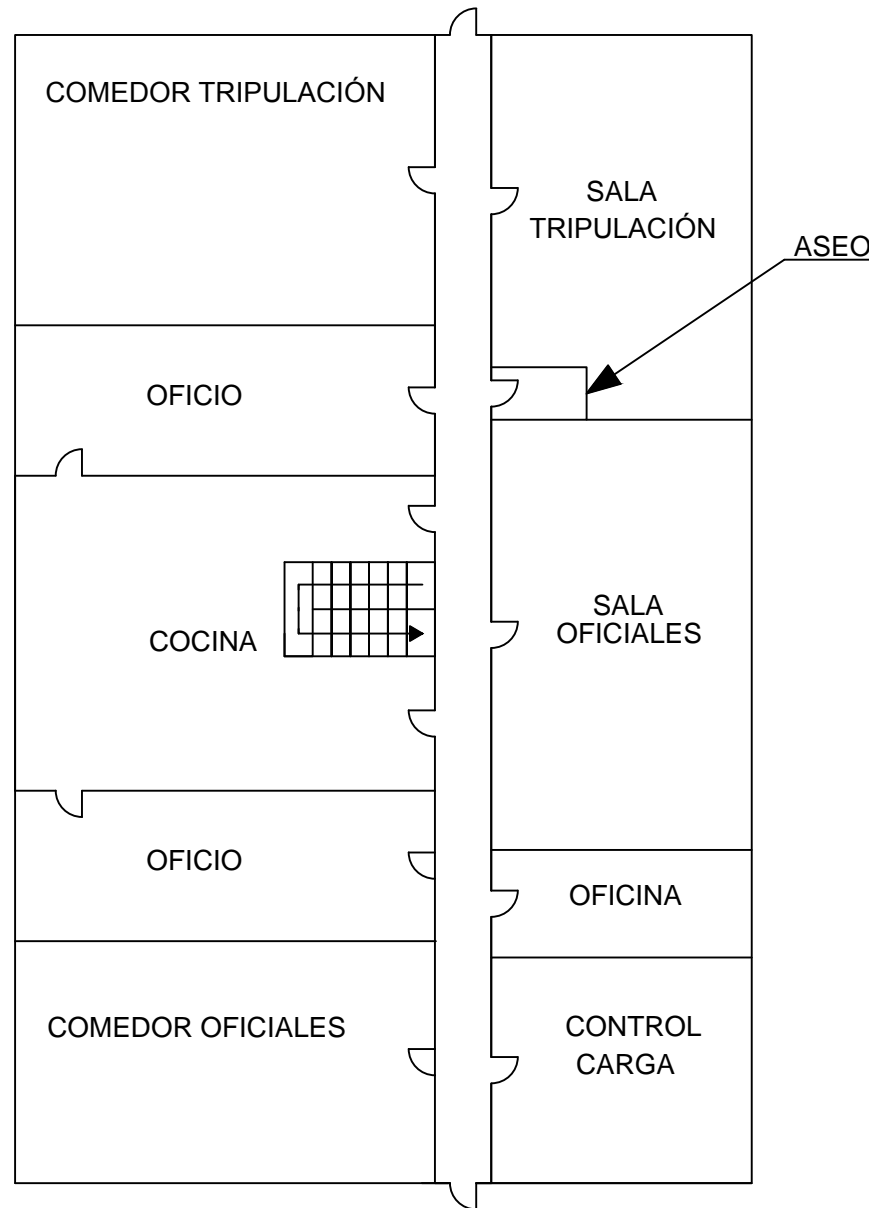 COMEDOR TRIPULACIÓN
SALA
TRIPULACIÓN
ASEO
OFICIO
COCINA
SALA
OFICIALES
OFICIO
OFICINA
COMEDOR OFICIALES
CONTROL
CARGA